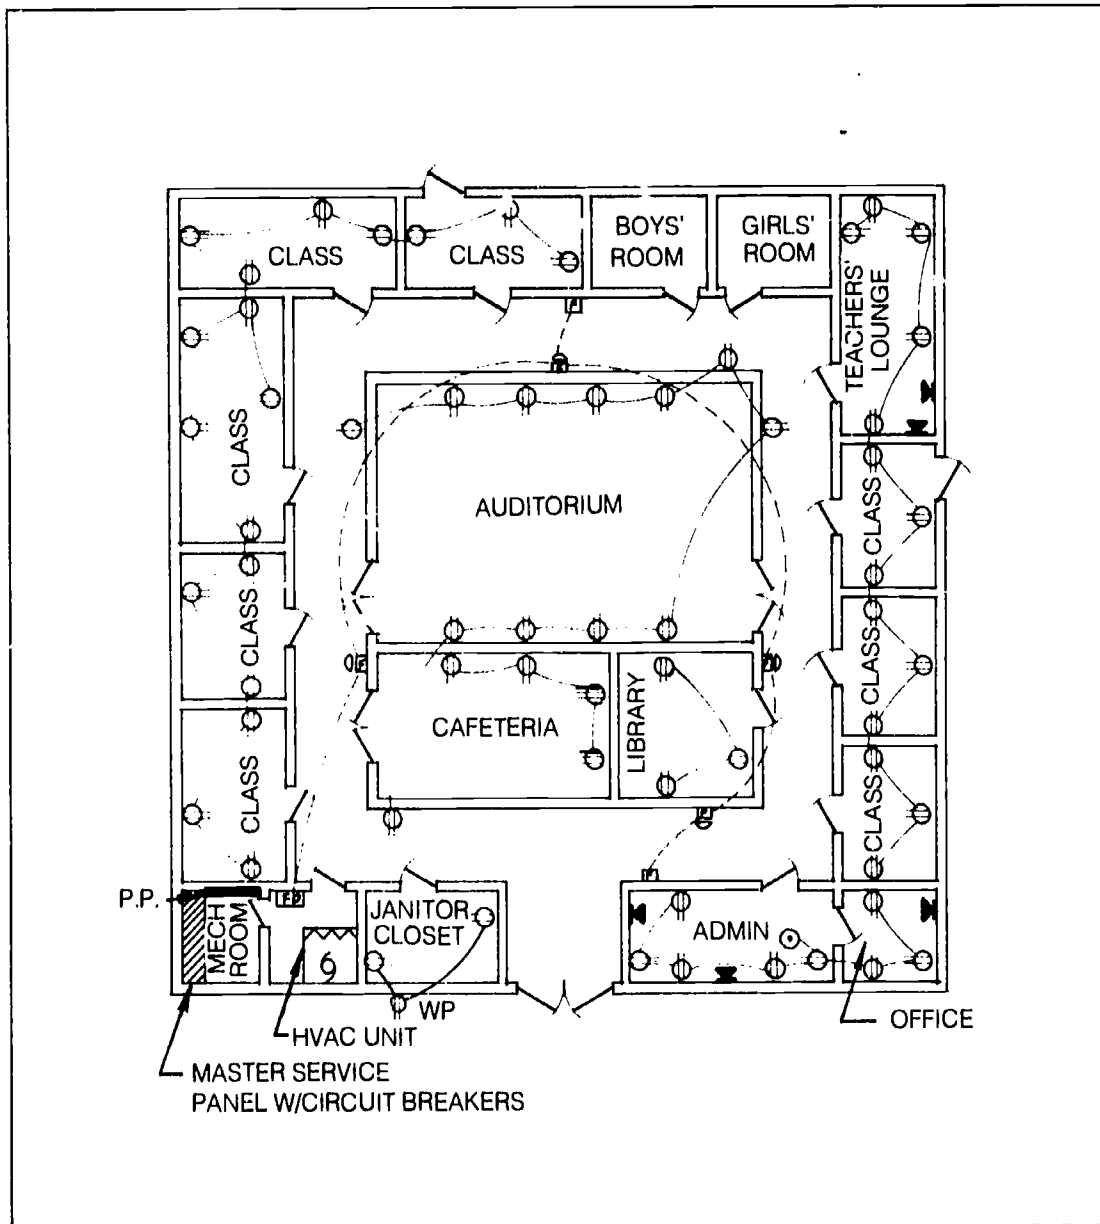 BOYS'
ROOM
GIRLS'
ROOM
CLASS
CLASS
TEACHERS'
LOUNGE
CLASS
AUDITORIUM
CLASS
CLASS
CLASS
CAFETERIA
LIBRARY
CLASS
CLASS
P.P.
MECH
ROOM
JANITOR
CLOSET
ADMIN
WP
OFFICE
HVAC UNIT
MASTER SERVICE
PANEL W/CIRCUIT BREAKERS